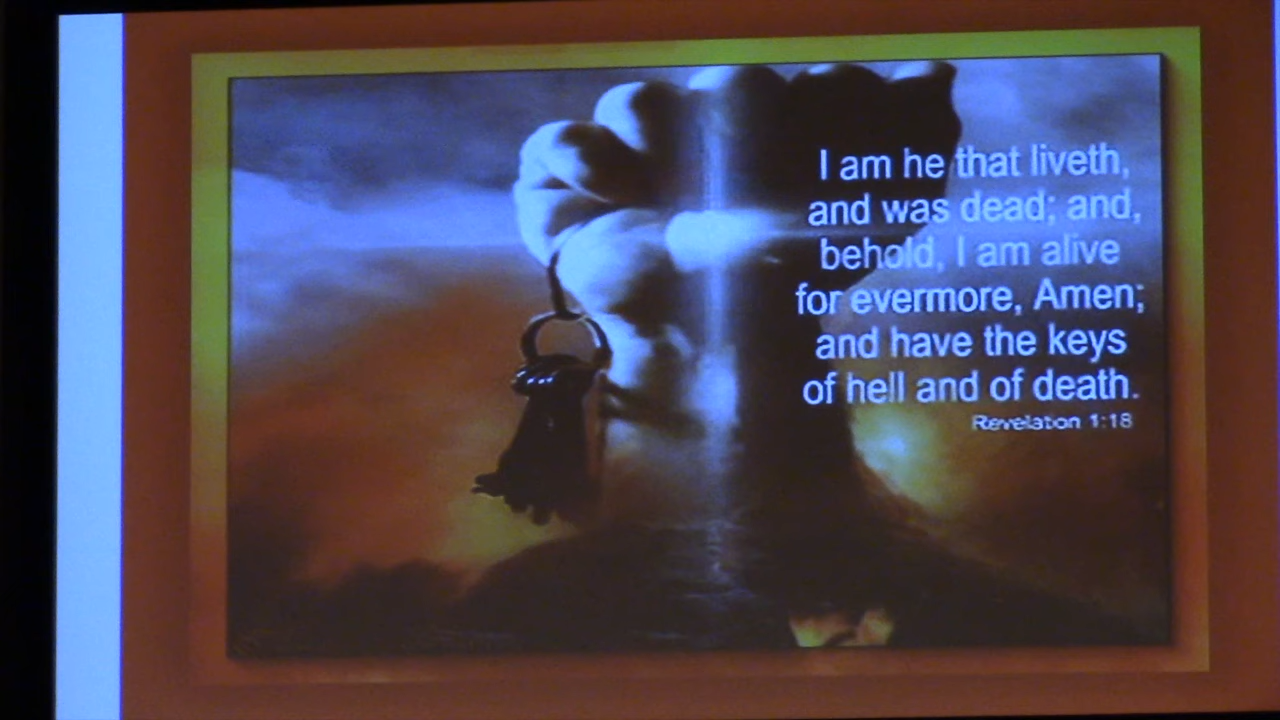 I am he that liveth,
and was dead; and,
behold, I am alive
for evermore, Amen;
and have the keys
of hell and of death.
Revelation 1:18